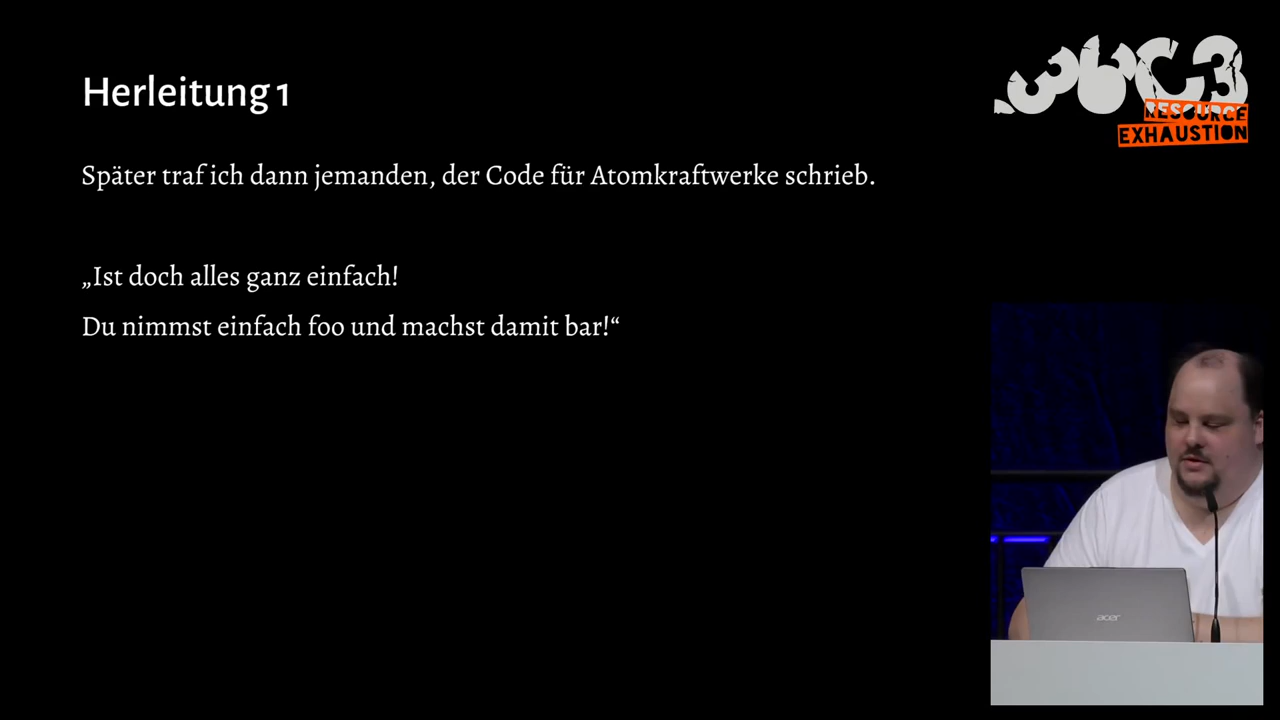 Herleitung 1
36C3
RESOURCE
EXHAUSTION
Später traf ich dann jemanden, der Code für Atomkraftwerke schrieb.
„Ist doch alles ganz einfach!
Du nimmst einfach foo und machst damit bar!“
acer